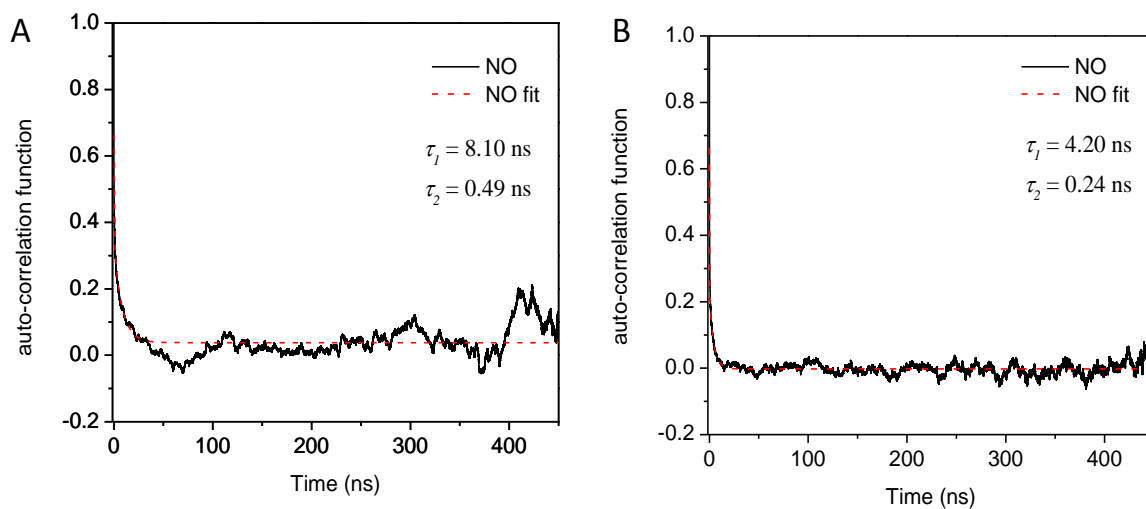 A
1.0
0.8
0.6
0.4
0.2
0.0
-0.2
auto-correlation function
NO
NO fit
τ1 = 8.10 ns
τ2 = 0.49 ns
0 100 200 300 400
Time (ns)
B
1.0
0.8
0.6
0.4
0.2
0.0
-0.2
auto-correlation function
NO
NO fit
τ1 = 4.20 ns
τ2 = 0.24 ns
0 100 200 300 400
Time (ns)